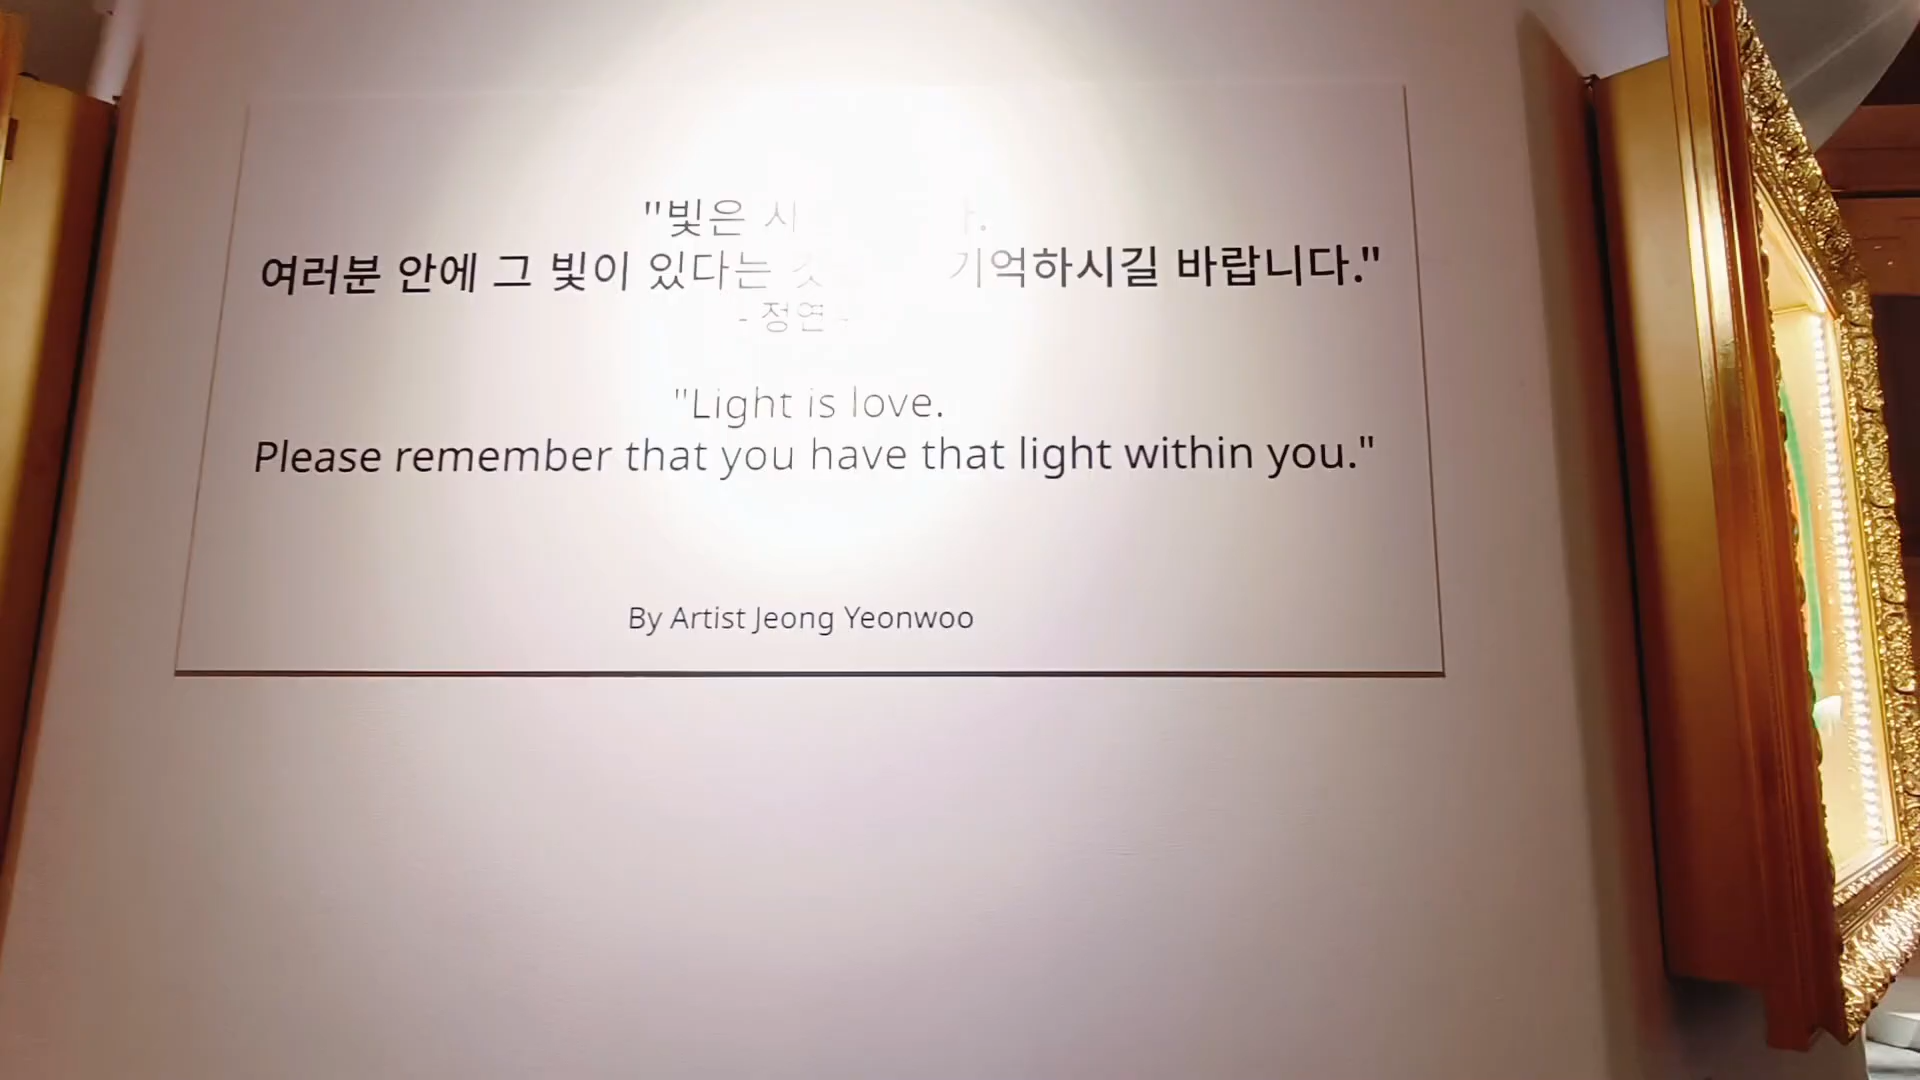 "빛은
여러분 안에 그 빛이 있다는 기억하시길 바랍니다."
- 정연 -
"Light is love.
Please remember that you have that light within you."
By Artist Jeong Yeonwoo